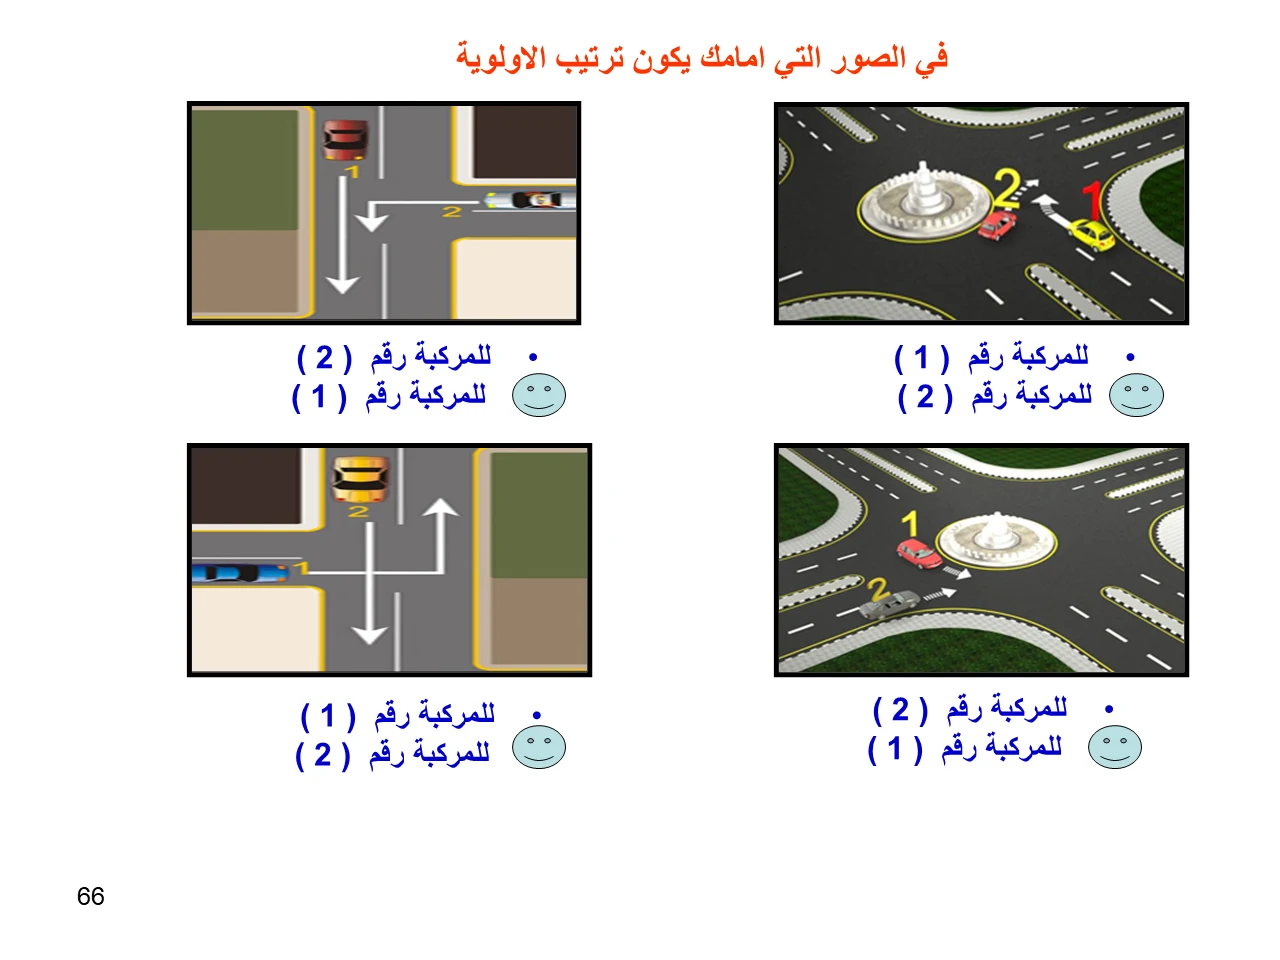 في الصور التي امامك يكون ترتيب الاولوية
2
1
• للمركبة رقم ( 1 )
للمركبة رقم ( 2 )
1
2
• للمركبة رقم ( 2 )
للمركبة رقم ( 1 )
1
2
• للمركبة رقم ( 2 )
للمركبة رقم ( 1 )
2
1
• للمركبة رقم ( 1 )
للمركبة رقم ( 2 )
66